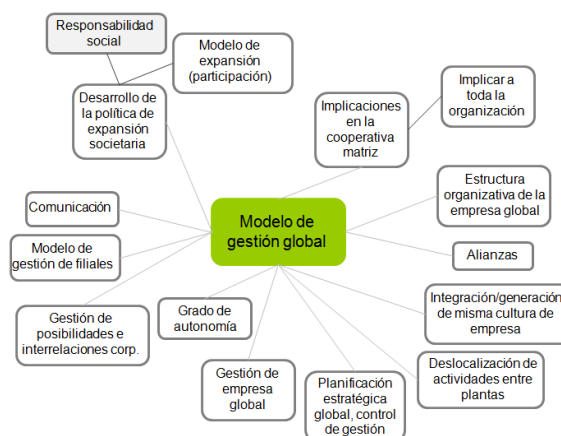 Responsabilidad
social
Modelo de
expansión
(participación)
Desarrollo de
la política de
expansión
societaria
Implicaciones
en la
cooperativa
matriz
Implicar a
toda la
organización
Comunicación
Modelo de
gestión de filiales
Gestión de
posibilidades e
interrelaciones corp.
Modelo de
gestión global
Estructura
organizativa de la
empresa global
Alianzas
Integración/generación
de misma cultura de
empresa
Grado de
autonomía
Gestión de
empresa
global
Planificación
estratégica
global, control
de gestión
Deslocalización de
actividades entre
plantas